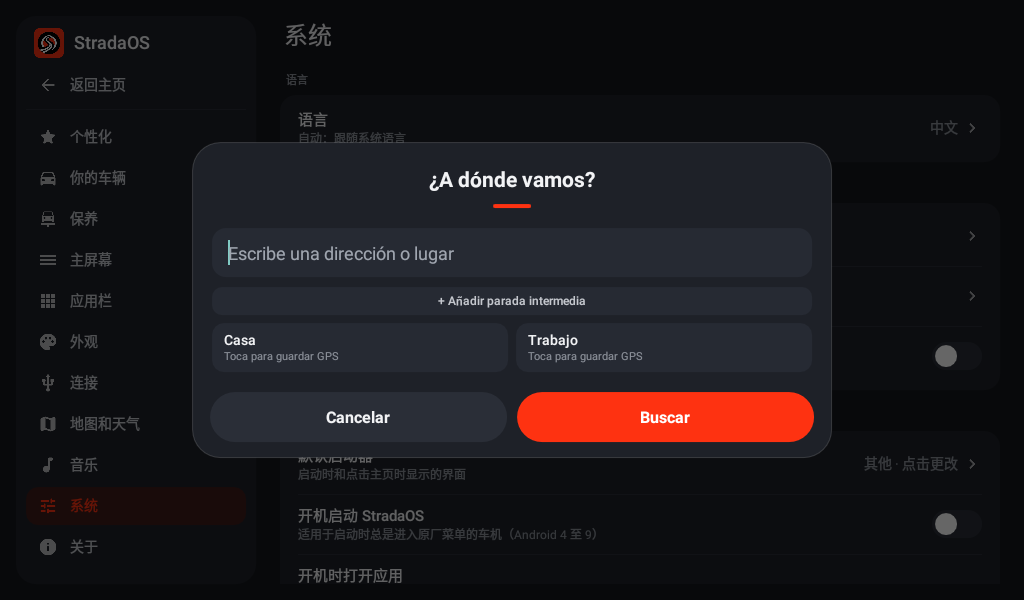 StradaOS
返回主页
个性化
你的车辆
保养
主屏幕
应用栏
外观
连接
地图和天气
音乐
系统
关于
系统
语言
语言
自动：跟随系统语言
中文
¿A dónde vamos?
Escribe una dirección o lugar
+ Añadir parada intermedia
Casa
Toca para guardar GPS
Trabajo
Toca para guardar GPS
Cancelar
Buscar
默认启动器
启动时和点击主页时显示的界面
其他 · 点击更改
开机启动 StradaOS
适用于启动时总是进入原厂菜单的车机（Android 4 至 9）
开机时打开应用